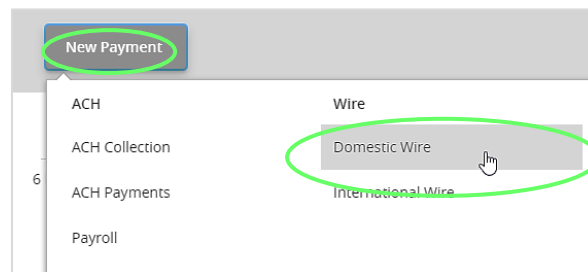 New Payment
ACH
Wire
ACH Collection
Domestic Wire
6
ACH Payments
International Wire
Payroll